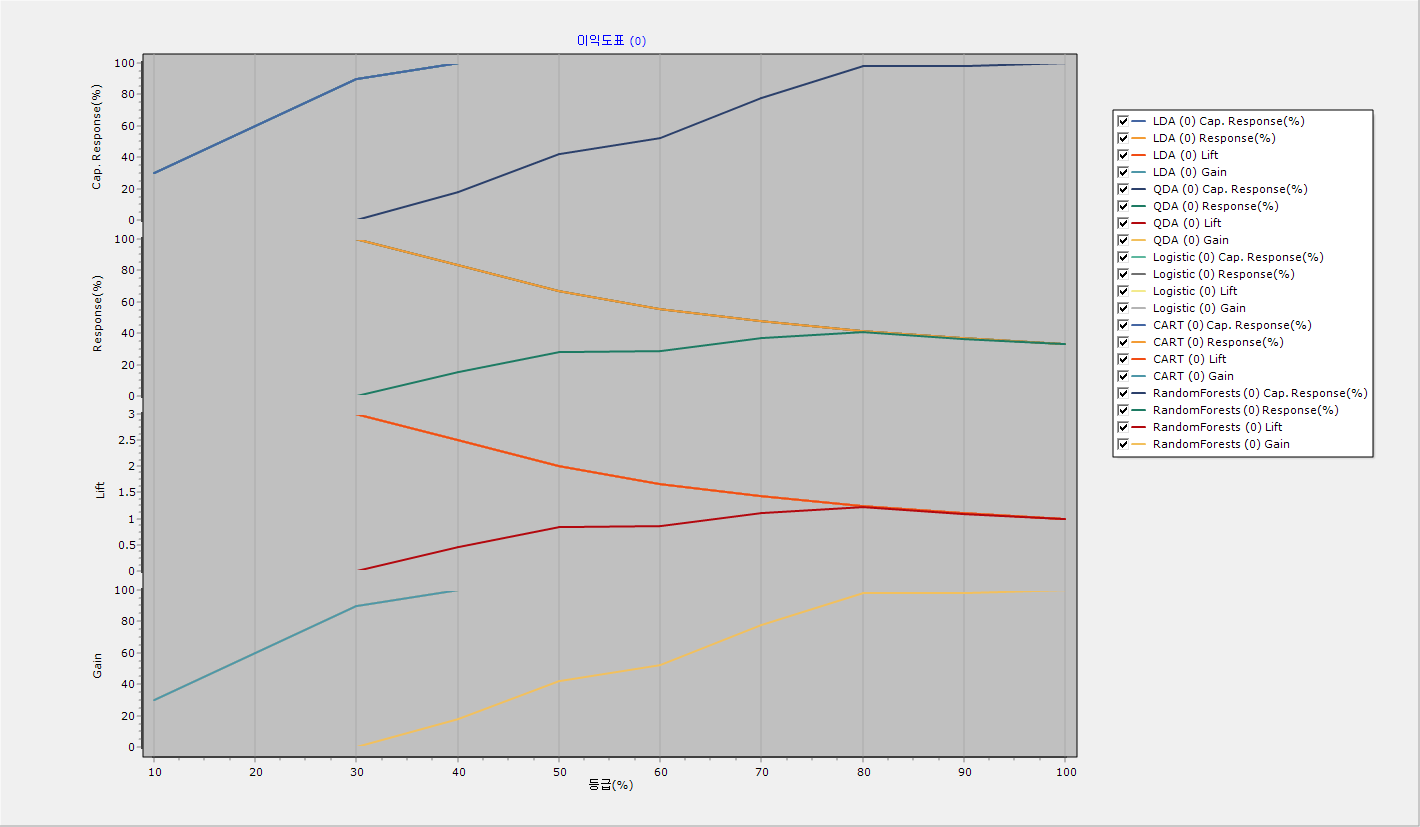 이익도표 (0)
Cap. Response(%)
100
80
60
40
20
0
Response(%)
100
80
60
40
20
0
Lift
3
2.5
2
1.5
1
0.5
0
Gain
100
80
60
40
20
0
10 20 30 40 50 60 70 80 90 100
등급(%)
LDA (0) Cap. Response(%)
LDA (0) Response(%)
LDA (0) Lift
LDA (0) Gain
QDA (0) Cap. Response(%)
QDA (0) Response(%)
QDA (0) Lift
QDA (0) Gain
Logistic (0) Cap. Response(%)
Logistic (0) Response(%)
Logistic (0) Lift
Logistic (0) Gain
CART (0) Cap. Response(%)
CART (0) Response(%)
CART (0) Lift
CART (0) Gain
RandomForests (0) Cap. Response(%)
RandomForests (0) Response(%)
RandomForests (0) Lift
RandomForests (0) Gain